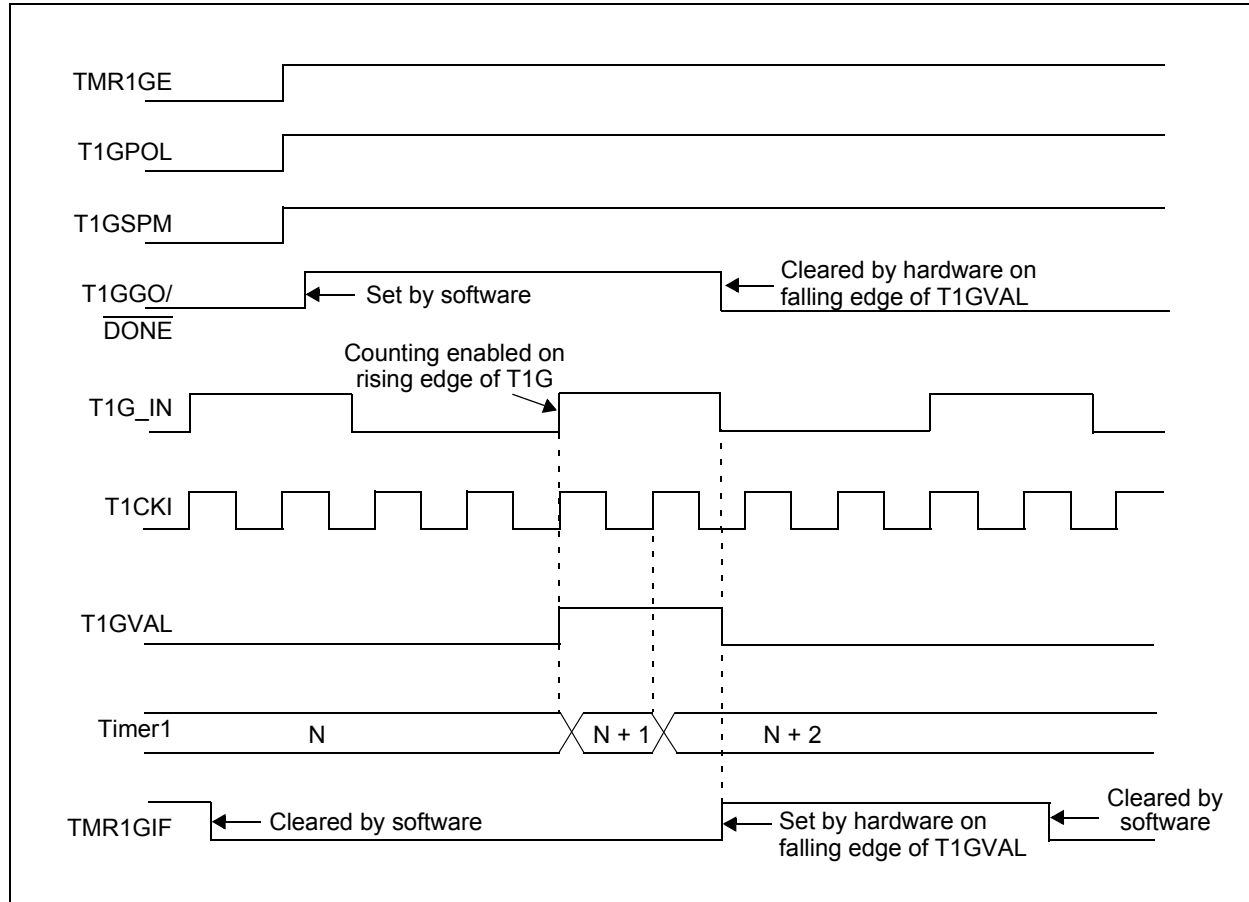 TMR1GE
T1GPOL
T1GSPM
T1GGO/
DONE
Set by software
Cleared by hardware on
falling edge of T1GVAL
Counting enabled on
rising edge of T1G
T1G_IN
T1CKI
T1GVAL
Timer1
N
N + 1
N + 2
TMR1GIF
Cleared by software
Set by hardware on
falling edge of T1GVAL
Cleared by
software